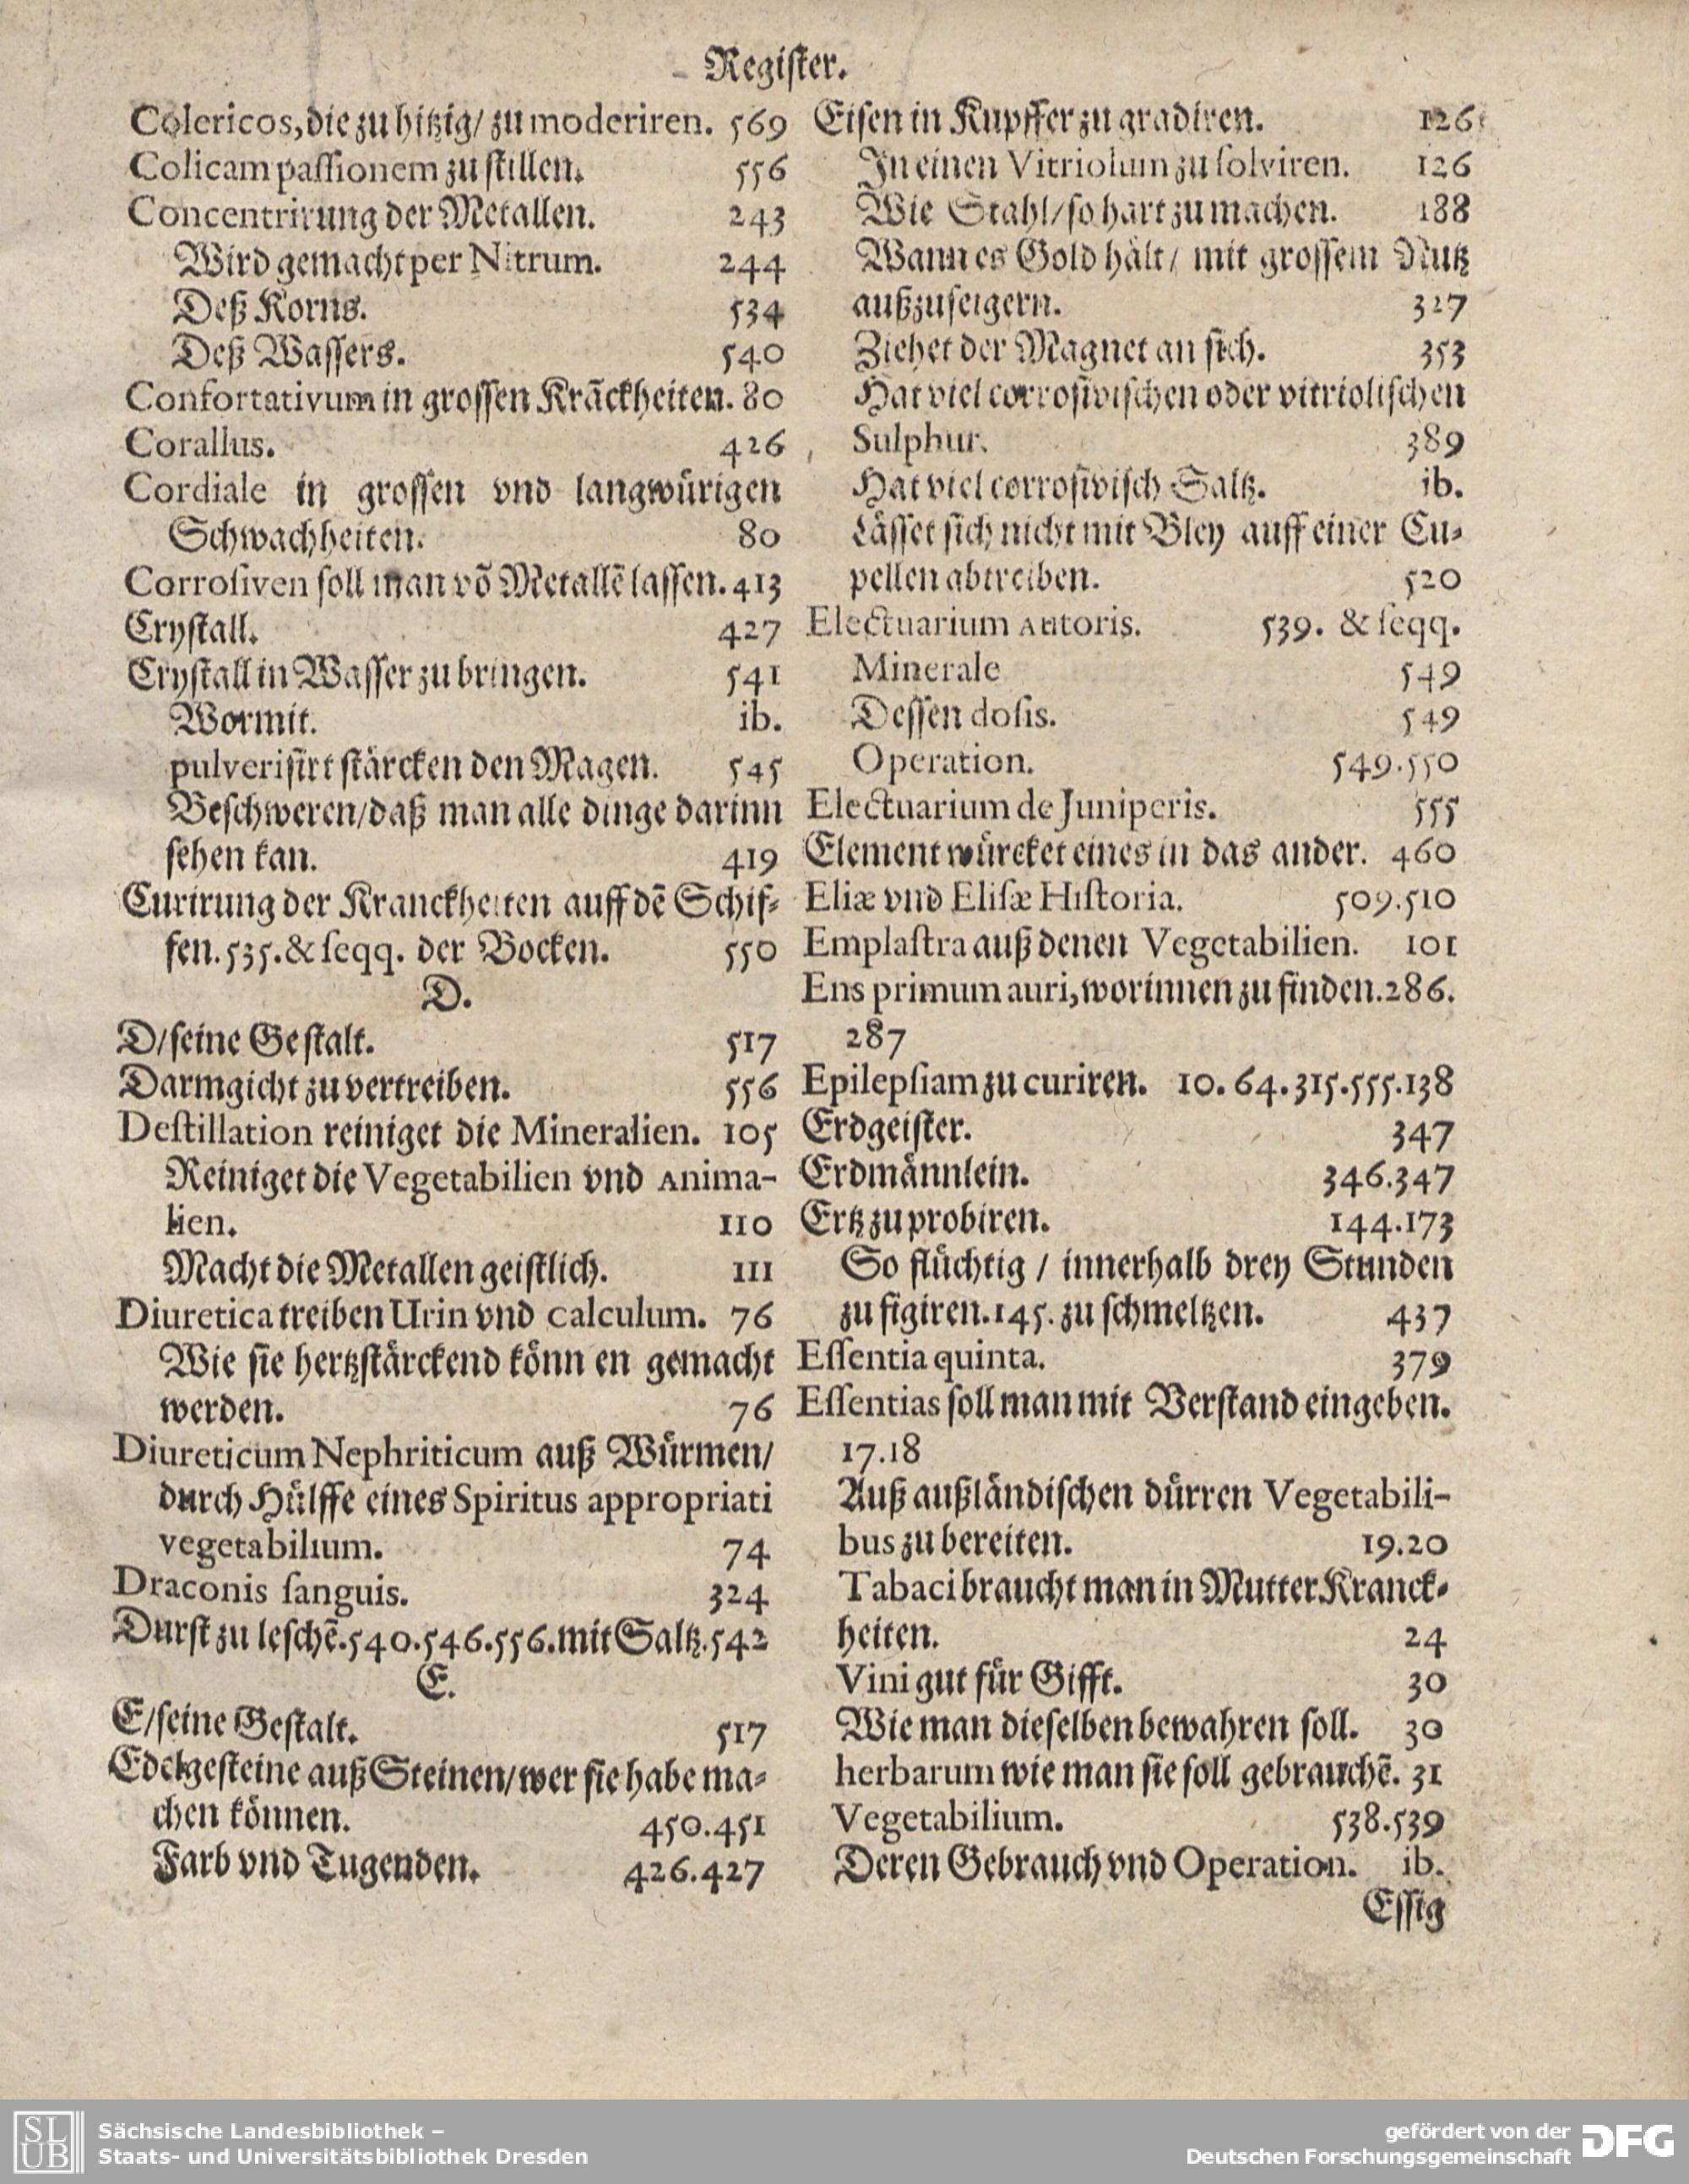 Register.
Colericos, die zu hitzig/ zu moderiren. 569
Colicam passionem zu stillen. 556
Concentrirung der Metallen. 243
Wird gemacht per Nitrum. 244
Deß Korns. 534
Deß Wassers. 540
Confortativum in grossen Kräckheiten. 80
Corallus. 426
Cordiale in grossen vnd langwürigen
Schwachheiten. 80
Corrosiven soll man võ Metallẽ lassen. 413
Crystall. 427
Crystall in Wasser zu bringen. 541
Wormit. ib.
pulverisirt stärcken den Magen. 545
Beschweren/ daß man alle dinge darinn
sehen kan. 419
Curirung der Kranckheiten auff dẽ Schif-
fen. 535. & seqq. der Bocken. 550
D.
D/ seine Gestalt. 517
Darmgicht zu vertreiben. 556
Destillation reiniget die Mineralien. 105
Reiniget die Vegetabilien vnd Anima-
lien. 110
Macht die Metallen geistlich. 111
Diuretica treiben Urin vnd Calculum. 76
Wie sie hertzstärckend könn en gemacht
werden. 76
Diureticum Nephriticum auß Würmen/
durch Hülffe eines Spiritus appropriati
vegetabilium. 74
Draconis sanguis. 324
Durst zu leschẽ. 540. 546. 556. mit Saltz. 542
E.
E/ seine Gestalt. 517
Edelgesteine auß Steinen/ wer sie habe ma-
chen können. 450.451
Farb vnd Tugenden. 426.427
Eisen in Kupffer zu gradiren. 126
In einen Vitriolum zu solviren. 126
Wie Stahl/ so hart zu machen. 188
Wann es Gold hält/ mit grossem Nutz
außzuseigern. 327
Ziehet der Magnet an sich. 353
Hat viel corrosivischen oder vitriolischen
Sulphur. 389
Hat viel corrosivisch Saltz. ib.
Lässet sich nicht mit Bley auff einer Cu-
pellen abtreiben. 520
Electuarium Autoris. 539. & seqq.
Minerale 549
Dessen dosis. 549
Operation. 549.550
Electuarium de Juniperis. 555
Element würcket eines in das ander. 460
Eliæ vnd Elisæ Historia. 509.510
Emplastra auß denen Vegetabilien. 101
Ens primum auri, worinnen zu finden. 286.
287
Epilepsiam zu curiren. 10. 64. 315. 555. 138
Erdgeister. 347
Erdmännlein. 346.347
Ertz zu probiren. 144.173
So flüchtig / innerhalb drey Stunden
zu figiren. 145. zu schmeltzen. 437
Essentia quinta. 379
Essentias soll man mit Verstand eingeben.
17.18
Auß außländischen dürren Vegetabili-
bus zu bereiten. 19.20
Tabaci braucht man in Mutter Kranck-
heiten. 24
Vini gut für Gifft. 30
Wie man dieselben bewahren soll. 30
herbarum wie man sie soll gebrauchẽ. 31
Vegetabilium. 538.539
Deren Gebrauch vnd Operation. ib.
Essig
SLUB
Sächsische Landesbibliothek –
Staats- und Universitätsbibliothek Dresden
gefördert von der
Deutschen Forschungsgemeinschaft
DFG